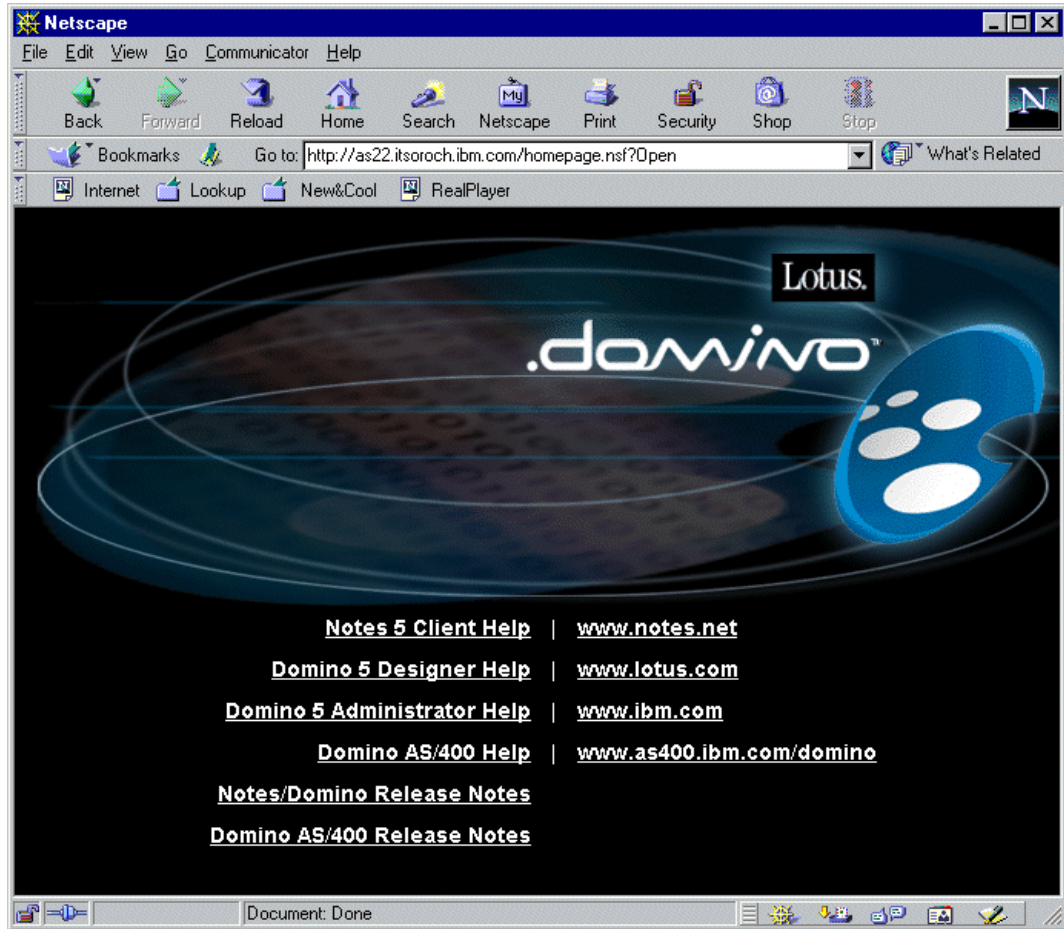 Netscape
File Edit View Go Communicator Help
Back Forward Reload Home Search Netscape Print Security Shop Stop
My
N
Bookmarks Go to: http://as22.itsoroch.ibm.com/homepage.nsf?Open What's Related
Internet Lookup New&Cool RealPlayer
Lotus.
.domino™
Notes 5 Client Help | www.notes.net
Domino 5 Designer Help | www.lotus.com
Domino 5 Administrator Help | www.ibm.com
Domino AS/400 Help | www.as400.ibm.com/domino
Notes/Domino Release Notes
Domino AS/400 Release Notes
Document: Done